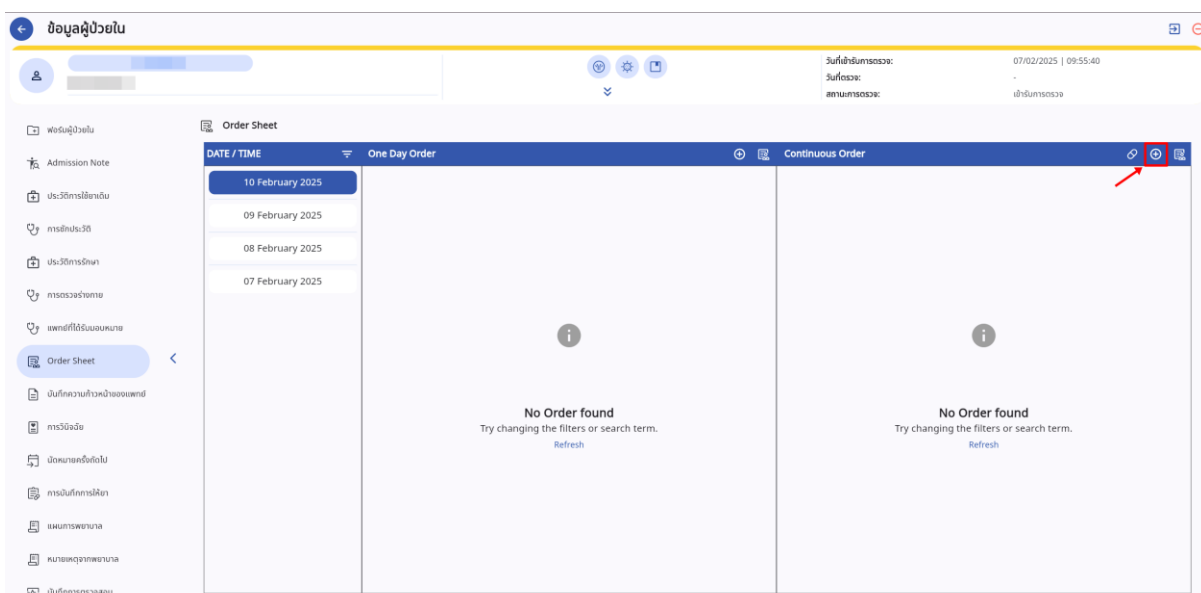 ข้อมูลผู้ป่วยใน
วันที่เข้ารับการตรวจ: 07/02/2025 | 09:55:40
วันที่ตรวจ: -
สถานะการตรวจ: เข้ารับการตรวจ
ฟอร์มผู้ป่วยใน
Admission Note
ประวัติการใช้ยาเดิม
การซักประวัติ
ประวัติการรักษา
การตรวจร่างกาย
แพทย์ที่ได้รับมอบหมาย
Order Sheet
บันทึกความก้าวหน้าของแพทย์
การวินิจฉัย
นัดหมายครั้งถัดไป
การบันทึกการให้ยา
แผนการพยาบาล
หมายเหตุจากพยาบาล
บันทึกการตรวจสอบ
Order Sheet
DATE / TIME
10 February 2025
09 February 2025
08 February 2025
07 February 2025
One Day Order
No Order found
Try changing the filters or search term.
Refresh
Continuous Order
No Order found
Try changing the filters or search term.
Refresh